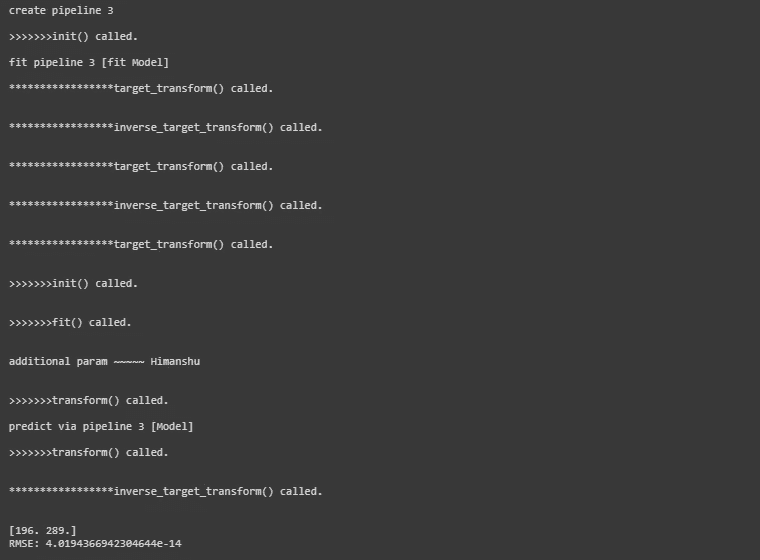 create pipeline 3
>>>>>>>init() called.
fit pipeline 3 [fit Model]
*****************target_transform() called.
*****************inverse_target_transform() called.
*****************target_transform() called.
*****************inverse_target_transform() called.
*****************target_transform() called.
>>>>>>>init() called.
>>>>>>>fit() called.
additional param ~~~~~ Himanshu
>>>>>>>transform() called.
predict via pipeline 3 [Model]
>>>>>>>transform() called.
*****************inverse_target_transform() called.
[196. 289.]
RMSE: 4.0194366942304644e-14